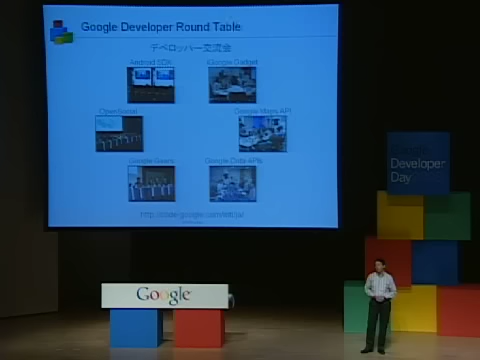 Google Developer Round Table
デベロッパー交流会
Android SDK
Google Gadget
OpenSocial
Google Maps API
Google Gears
Google Data APIs
Google
Developer
Day
Google